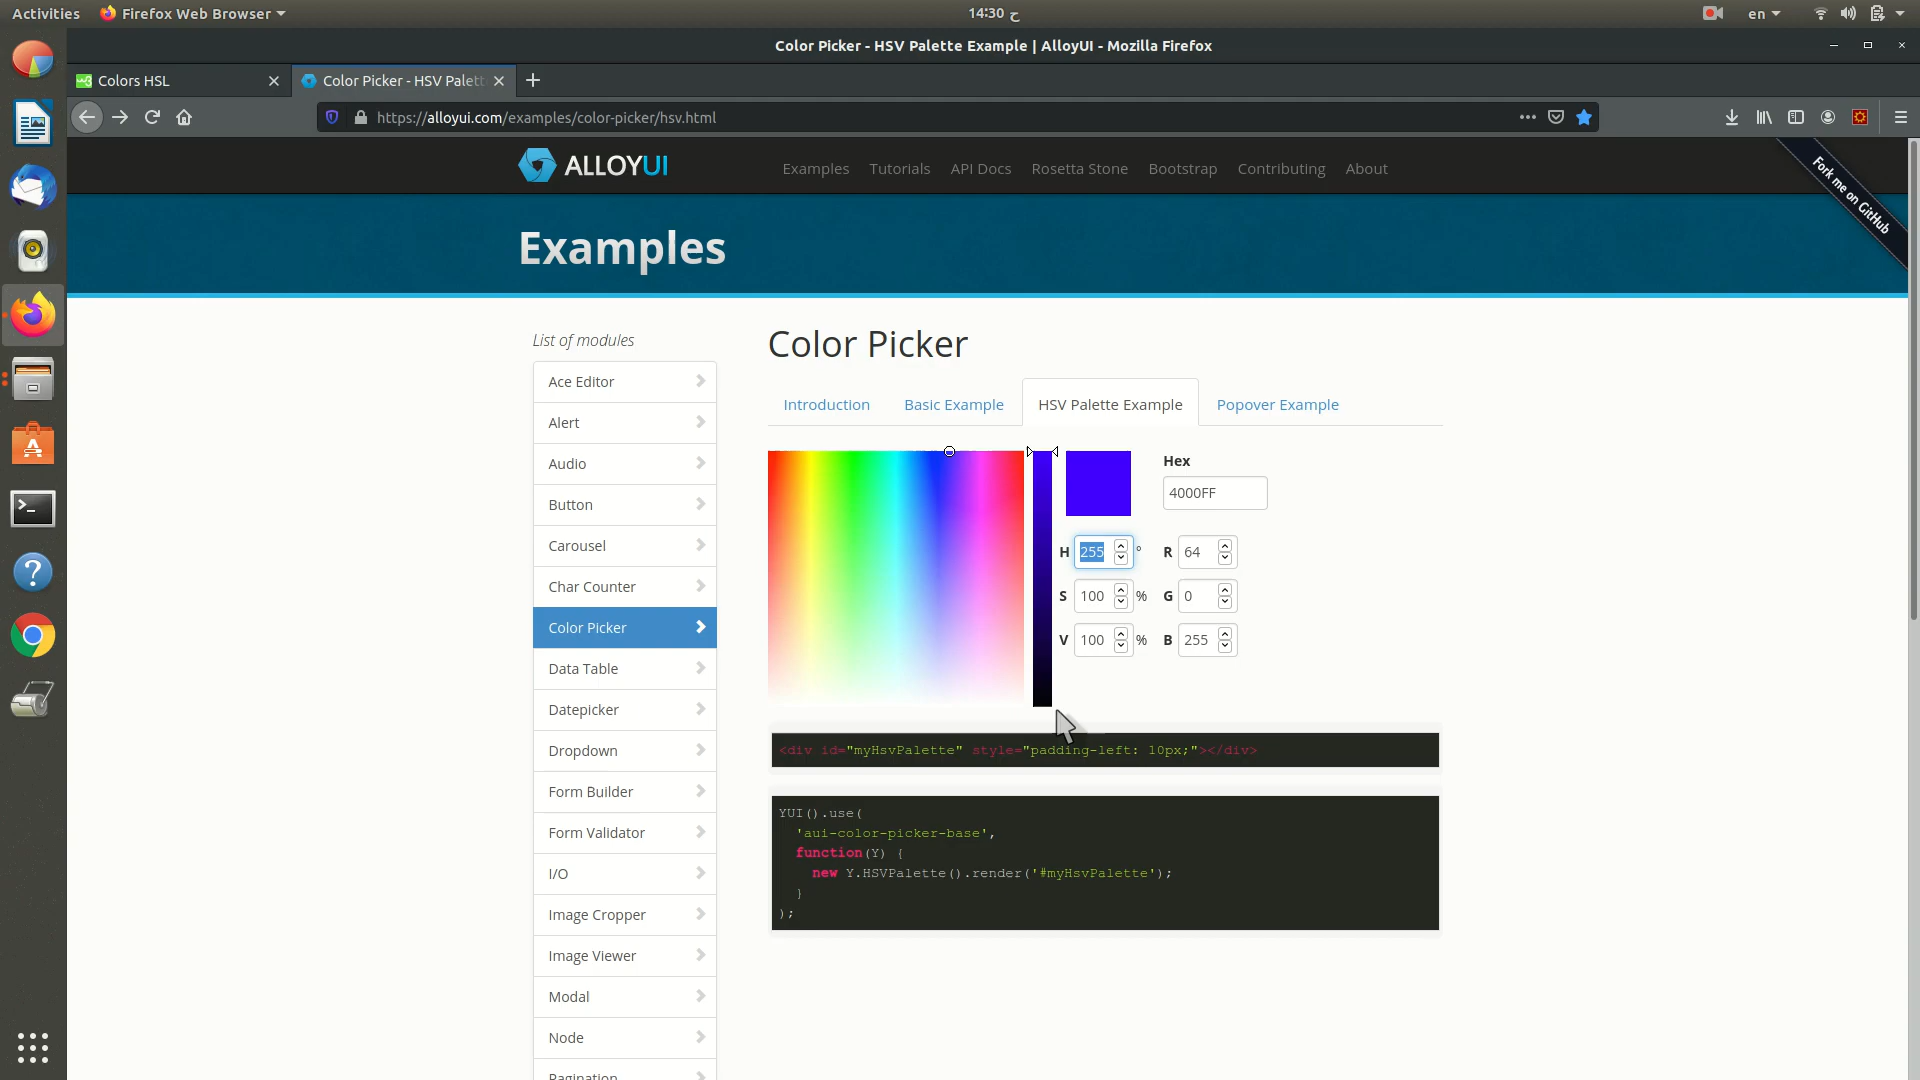 Activities Firefox Web Browser 14:30 ح en
Color Picker - HSV Palette Example | AlloyUI - Mozilla Firefox
Colors HSL Color Picker - HSV Palett
https://alloyui.com/examples/color-picker/hsv.html
ALLOYUI Examples Tutorials API Docs Rosetta Stone Bootstrap Contributing About
Fork me on GitHub
Examples
List of modules
Ace Editor
Alert
Audio
Button
Carousel
Char Counter
Color Picker
Data Table
Datepicker
Dropdown
Form Builder
Form Validator
I/O
Image Cropper
Image Viewer
Modal
Node
Pagination
Color Picker
Introduction Basic Example HSV Palette Example Popover Example
Hex
4000FF
H 255 ° R 64
S 100 % G 0
V 100 % B 255
<div id="myHsvPalette" style="padding-left: 10px;"></div>
YUI().use(
'aui-color-picker-base',
function(Y) {
new Y.HSVPalette().render('#myHsvPalette');
}
);